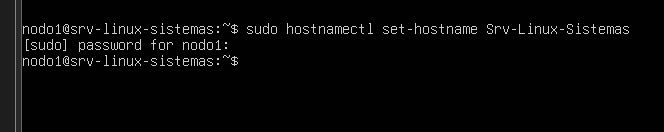 nodo1@srv-linux-sistemas:~$ sudo hostnamectl set-hostname Srv-Linux-Sistemas
[sudo] password for nodo1:
nodo1@srv-linux-sistemas:~$